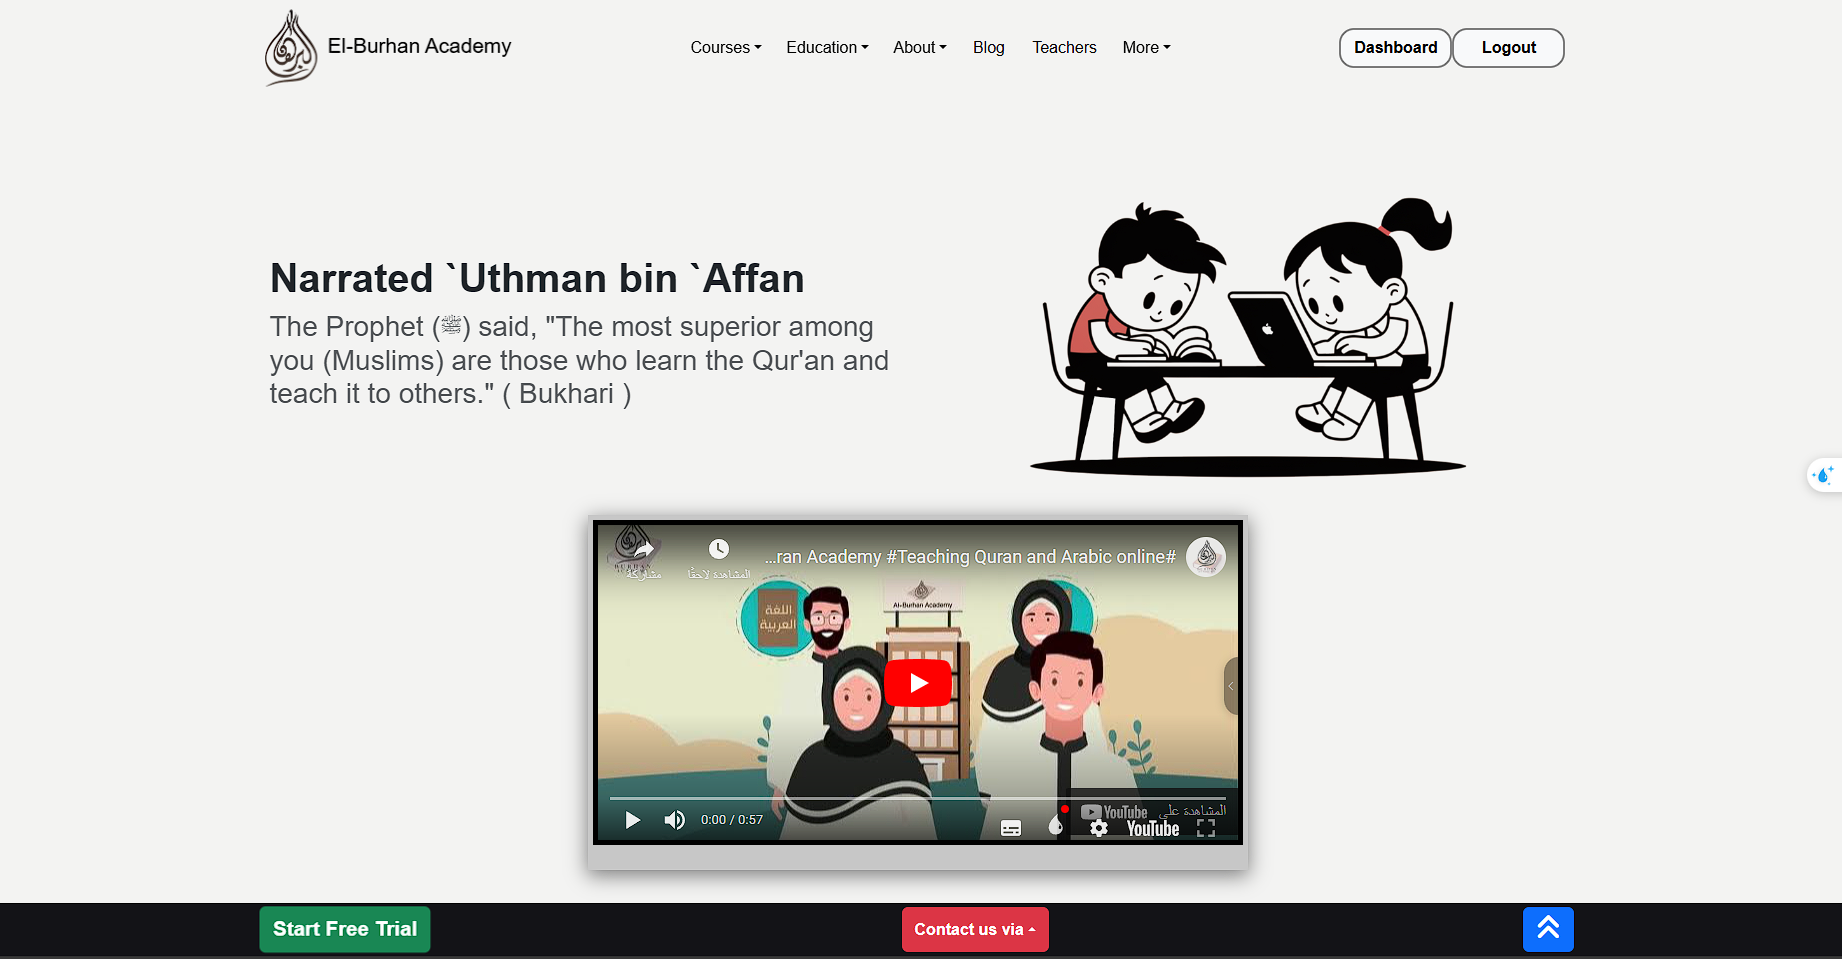 El-Burhan Academy
Courses
Education
About
Blog
Teachers
More
Dashboard
Logout
Narrated `Uthman bin `Affan
The Prophet (ﷺ) said, "The most superior among
you (Muslims) are those who learn the Qur'an and
teach it to others." ( Bukhari )
...ran Academy #Teaching Quran and Arabic online#
مشاركة
المشاهدة لاحقًا
اللغة
العربية
Al-Burhan Academy
0:00 / 0:57
المشاهدة على YouTube
YouTube
Start Free Trial
Contact us via